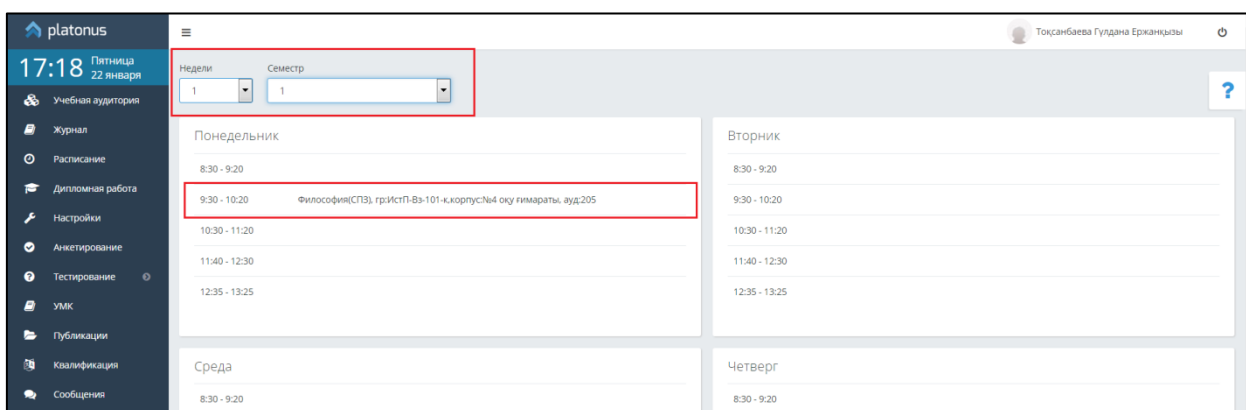 platonus
Тоқсанбаева Гүлдана Ержанқызы
17:18 Пятница
22 января
Недели Семестр
1 1
?
Учебная аудитория
Журнал
Расписание
Дипломная работа
Настройки
Анкетирование
Тестирование
УМК
Публикации
Квалификация
Сообщения
Понедельник
8:30 - 9:20
9:30 - 10:20 Философия(СПЗ), гр:ИстП-Вз-101-к,корпус:№4 оқу ғимараты, ауд:205
10:30 - 11:20
11:40 - 12:30
12:35 - 13:25
Вторник
8:30 - 9:20
9:30 - 10:20
10:30 - 11:20
11:40 - 12:30
12:35 - 13:25
Среда
8:30 - 9:20
Четверг
8:30 - 9:20